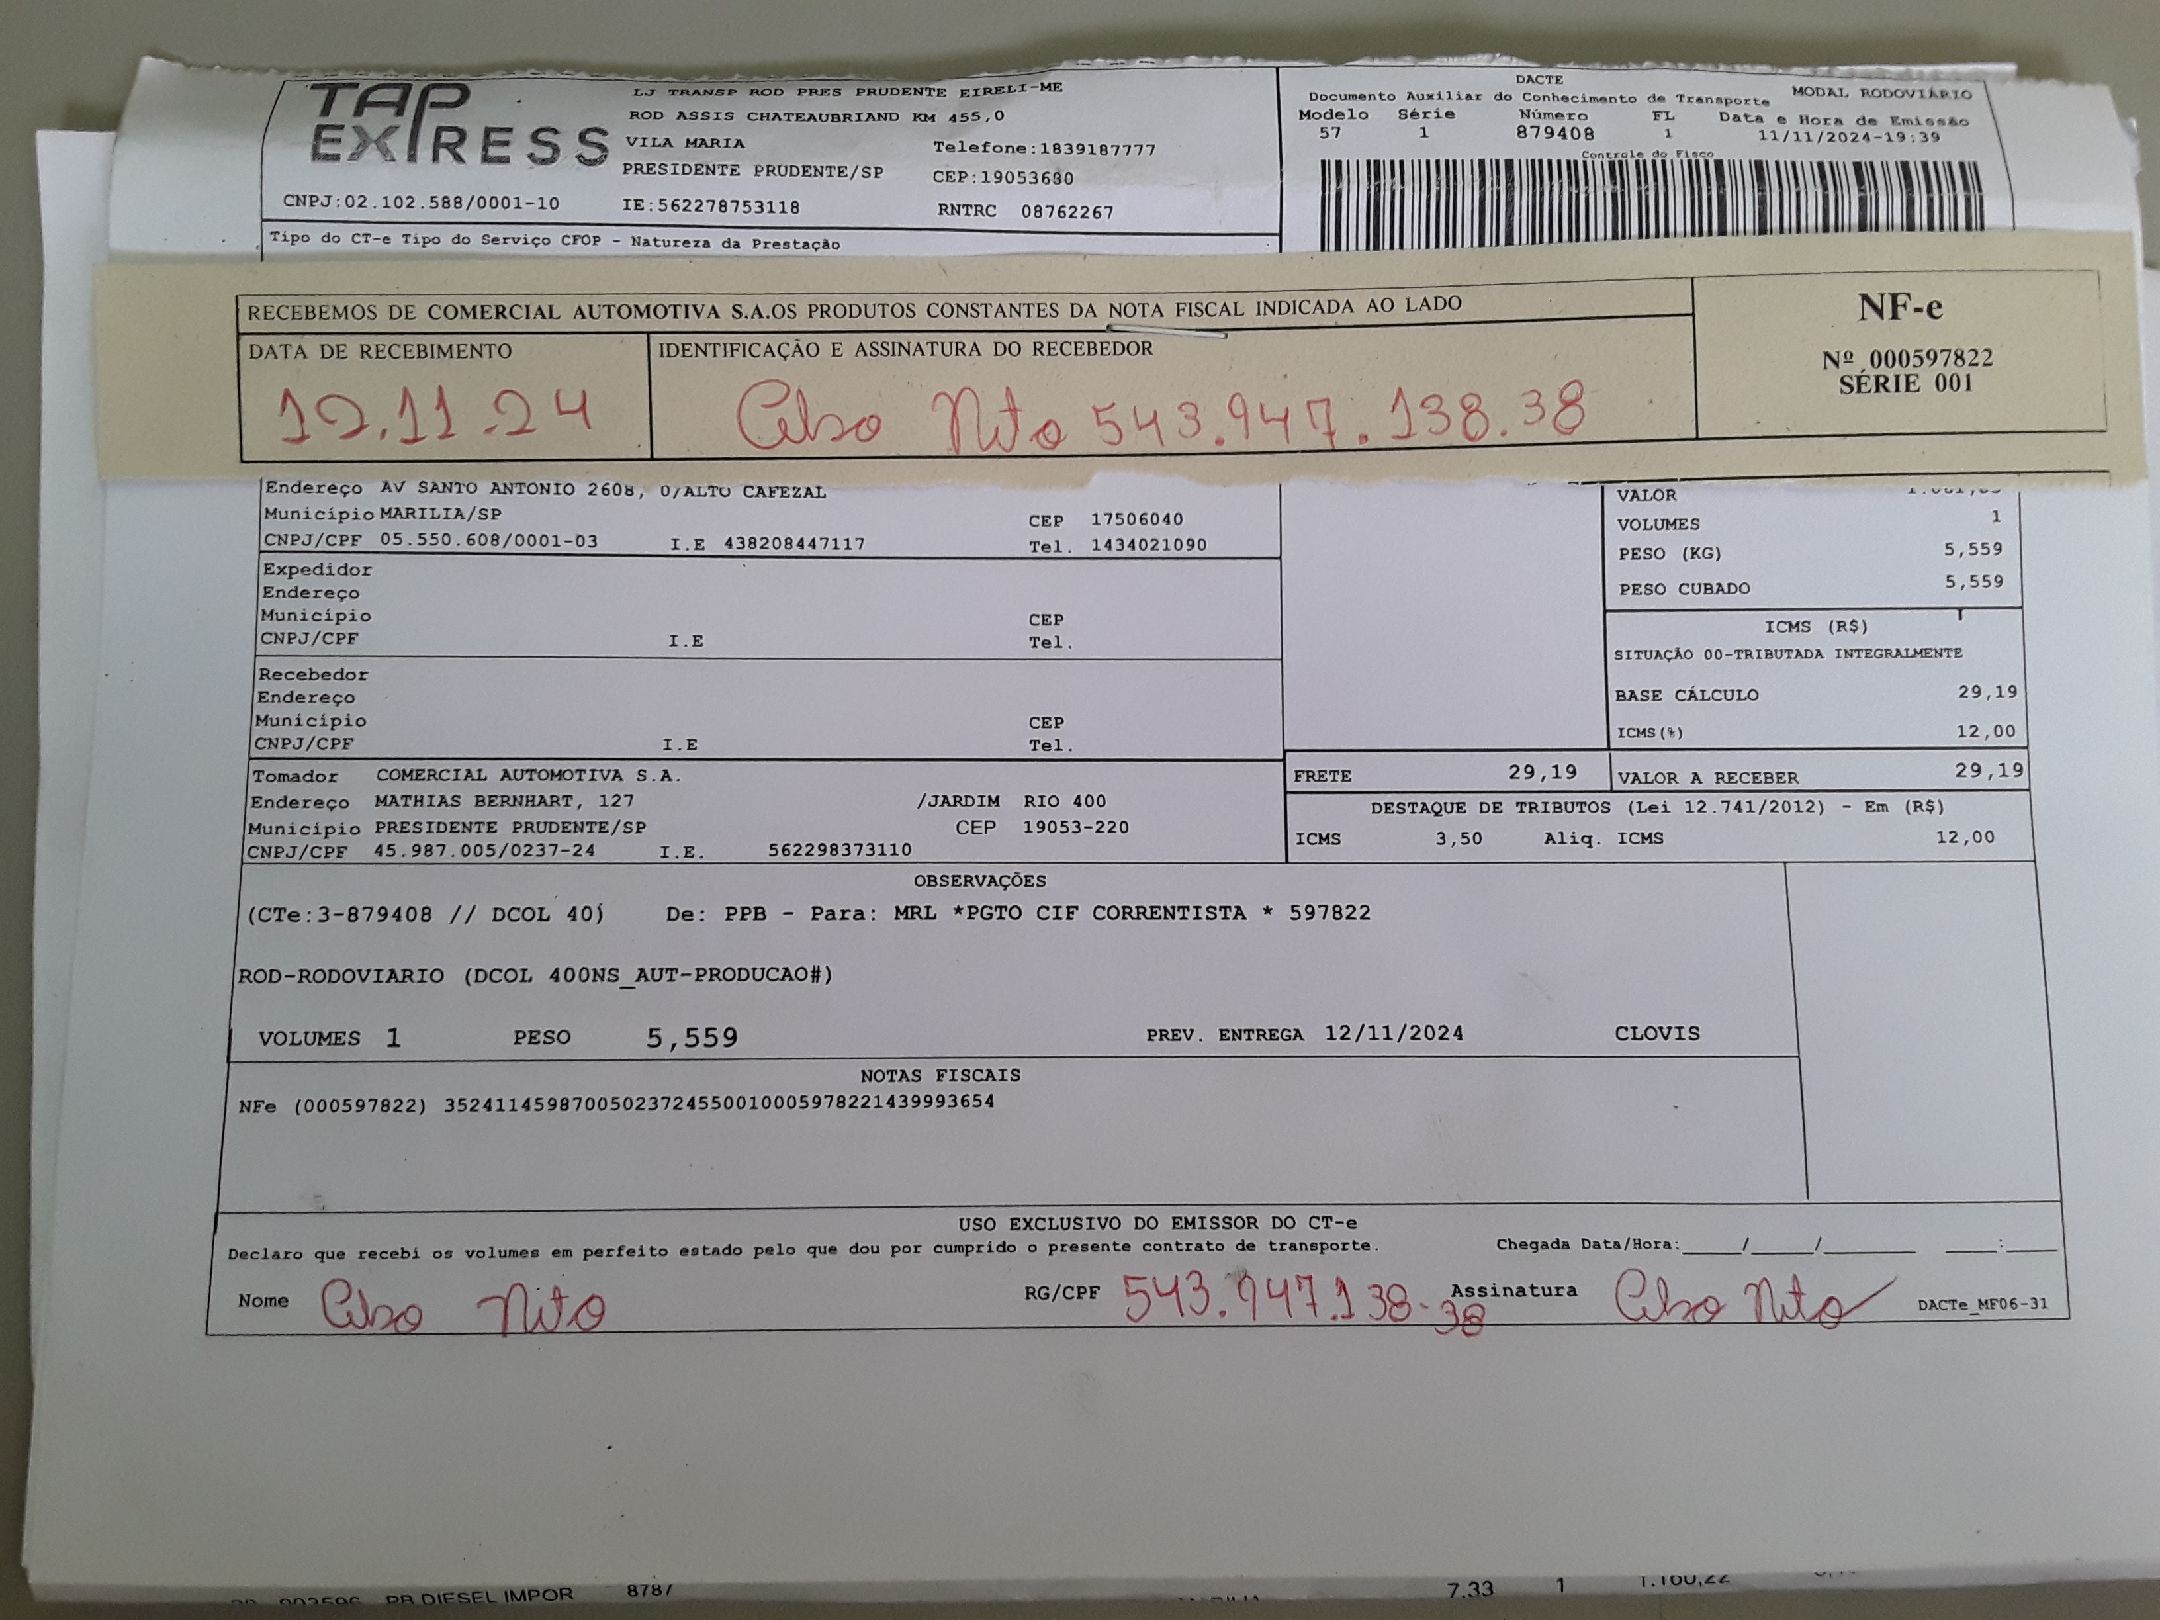 TAP EXPRESS
LJ TRANSP ROD PRES PRUDENTE EIRELI-ME
ROD ASSIS CHATEAUBRIAND KM 455,0
VILA MARIA Telefone:1839187777
PRESIDENTE PRUDENTE/SP CEP:19053680
CNPJ:02.102.588/0001-10 IE:562278753118 RNTRC 08762267
Tipo do CT-e Tipo do Serviço CFOP - Natureza da Prestação
DACTE
Documento Auxiliar do Conhecimento de Transporte MODAL RODOVIÁRIO
Modelo Série Número FL Data e Hora de Emissão
57 1 879408 1 11/11/2024-19:39
Controle do Fisco
RECEBEMOS DE COMERCIAL AUTOMOTIVA S.A.OS PRODUTOS CONSTANTES DA NOTA FISCAL INDICADA AO LADO
DATA DE RECEBIMENTO IDENTIFICAÇÃO E ASSINATURA DO RECEBEDOR
12.11.24 Celso Nito 543.947.138.38
NF-e
Nº 000597822
SÉRIE 001
Endereço AV SANTO ANTONIO 2608, 0/ALTO CAFEZAL
Município MARILIA/SP CEP 17506040
CNPJ/CPF 05.550.608/0001-03 I.E 438208447117 Tel. 1434021090
Expedidor
Endereço
Município CEP
CNPJ/CPF I.E Tel.
Recebedor
Endereço
Município CEP
CNPJ/CPF I.E Tel.
Tomador COMERCIAL AUTOMOTIVA S.A.
Endereço MATHIAS BERNHART, 127 /JARDIM RIO 400
Município PRESIDENTE PRUDENTE/SP CEP 19053-220
CNPJ/CPF 45.987.005/0237-24 I.E. 562298373110
VALOR
VOLUMES 1
PESO (KG) 5,559
PESO CUBADO 5,559
ICMS (R$)
SITUAÇÃO 00-TRIBUTADA INTEGRALMENTE
BASE CÁLCULO 29,19
ICMS(%) 12,00
FRETE 29,19 VALOR A RECEBER 29,19
DESTAQUE DE TRIBUTOS (Lei 12.741/2012) - Em (R$)
ICMS 3,50 Aliq. ICMS 12,00
OBSERVAÇÕES
(CTe:3-879408 // DCOL 40) De: PPB - Para: MRL *PGTO CIF CORRENTISTA * 597822
ROD-RODOVIARIO (DCOL 400NS_AUT-PRODUCAO#)
VOLUMES 1 PESO 5,559 PREV. ENTREGA 12/11/2024 CLOVIS
NOTAS FISCAIS
NFe (000597822) 35241145987005023724550010005978221439993654
USO EXCLUSIVO DO EMISSOR DO CT-e
Declaro que recebi os volumes em perfeito estado pelo que dou por cumprido o presente contrato de transporte. Chegada Data/Hora:____/____/______ ____:____
Nome Celso Nito RG/CPF 543.947.138-38 Assinatura Celso Nito DACTe_MF06-31
PR DIESEL IMPOR 8787 7.33 1 1.160,22